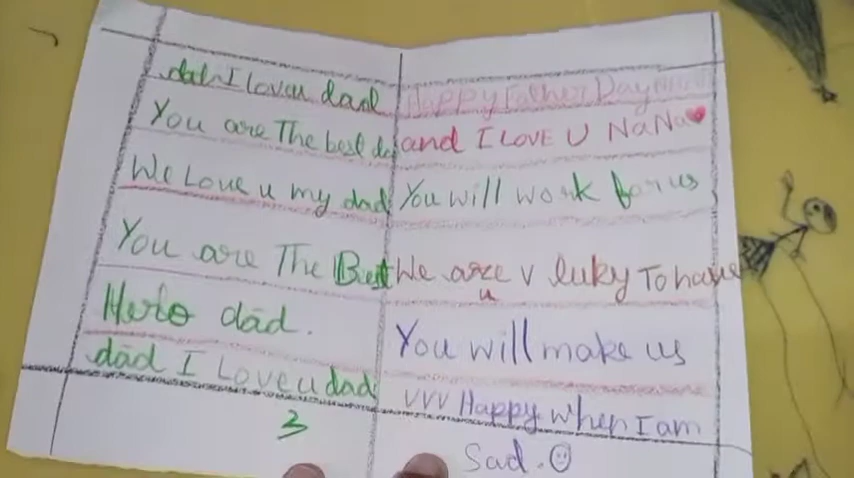 dad I Love u dad
You are The best dad
We Love u my dad
You are The Best
Hero dad.
dad I Love u dad
3
Happy Father Day
and I LOVE U NaNa
You will work for us
We are v luky To have
u
You will make us
vvv Happy when I am
Sad.